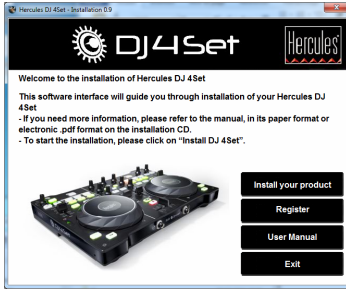 Hercules DJ 4Set - Installation 0.9
DJ4Set
Hercules
Welcome to the installation of Hercules DJ 4Set
This software interface will guide you through installation of your Hercules DJ
4Set
- If you need more information, please refer to the manual, in its paper format or
electronic .pdf format on the installation CD.
- To start the installation, please click on “Install DJ 4Set”.
Install your product
Register
User Manual
Exit